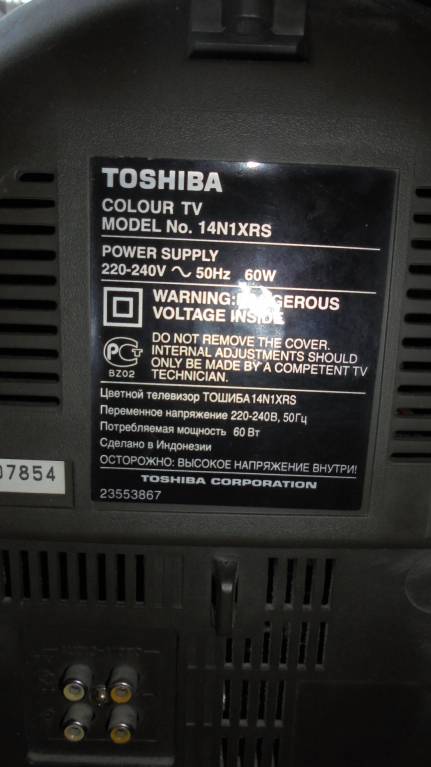 TOSHIBA
COLOUR TV
MODEL No. 14N1XRS
POWER SUPPLY
220-240V ~ 50Hz 60W
WARNING: DANGEROUS
VOLTAGE INSIDE
DO NOT REMOVE THE COVER.
INTERNAL ADJUSTMENTS SHOULD
ONLY BE MADE BY A COMPETENT TV
TECHNICIAN.
BZ02
Цветной телевизор ТОШИБА14N1XRS
Переменное напряжение 220-240В, 50Гц
Потребляемая мощность 60 Вт
Сделано в Индонезии
ОСТОРОЖНО: ВЫСОКОЕ НАПРЯЖЕНИЕ ВНУТРИ!
TOSHIBA CORPORATION
23553867
07854